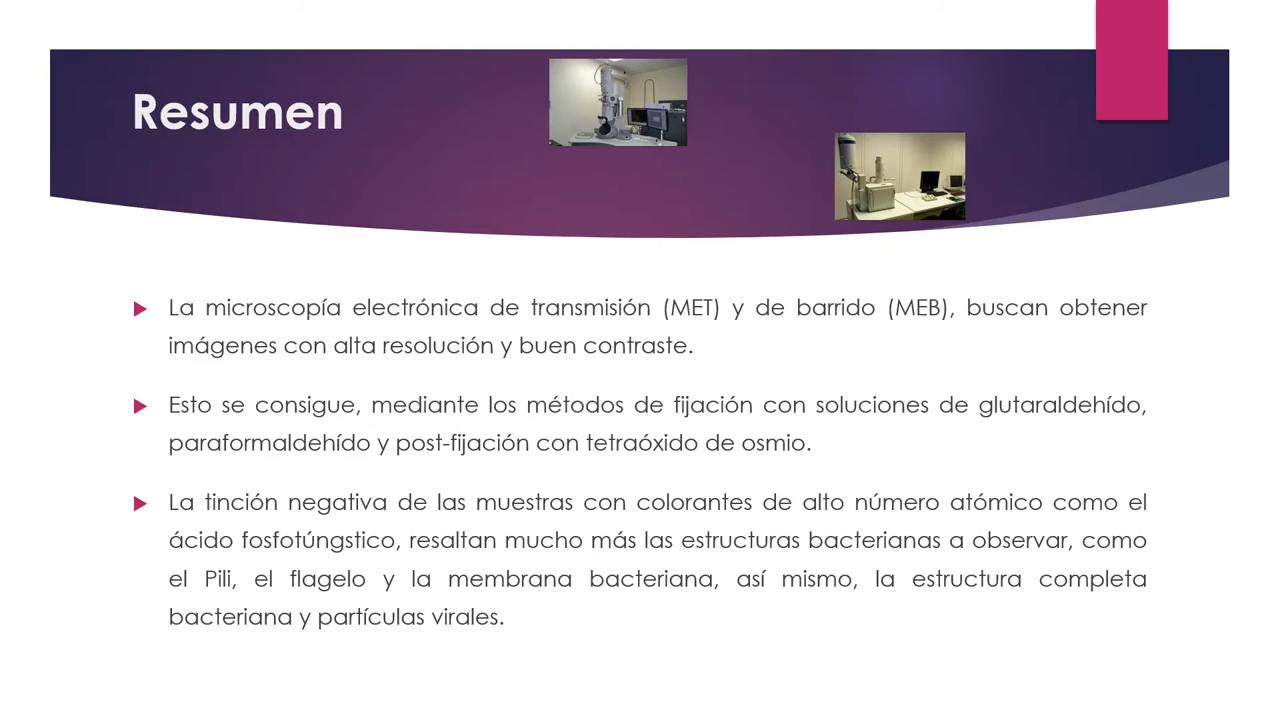 Resumen
La microscopía electrónica de transmisión (MET) y de barrido (MEB), buscan obtener
imágenes con alta resolución y buen contraste.
Esto se consigue, mediante los métodos de fijación con soluciones de glutaraldehído,
paraformaldehído y post-fijación con tetraóxido de osmio.
La tinción negativa de las muestras con colorantes de alto número atómico como el
ácido fosfotúngstico, resaltan mucho más las estructuras bacterianas a observar, como
el Pili, el flagelo y la membrana bacteriana, así mismo, la estructura completa
bacteriana y partículas virales.